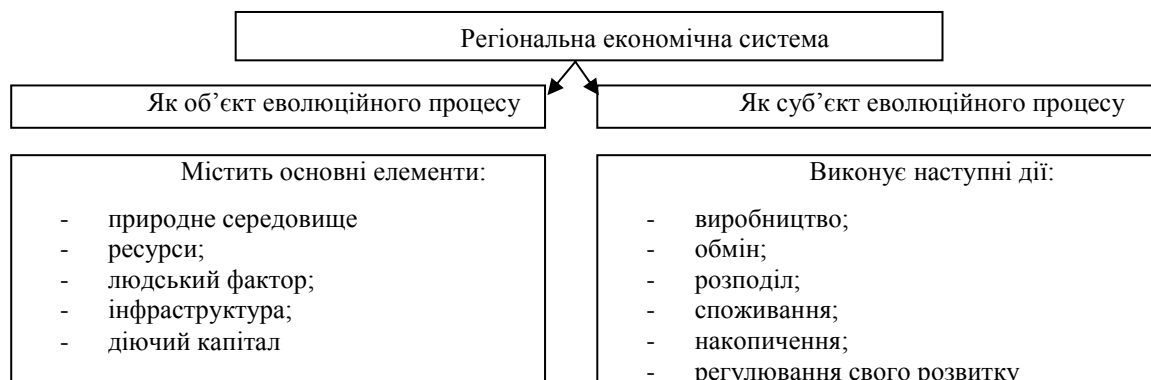 Регіональна економічна система
Як об’єкт еволюційного процесу
Як суб’єкт еволюційного процесу
Містить основні елементи:
- природне середовище
- ресурси;
- людський фактор;
- інфраструктура;
- діючий капітал
Виконує наступні дії:
- виробництво;
- обмін;
- розподіл;
- споживання;
- накопичення;
- регулювання свого розвитку